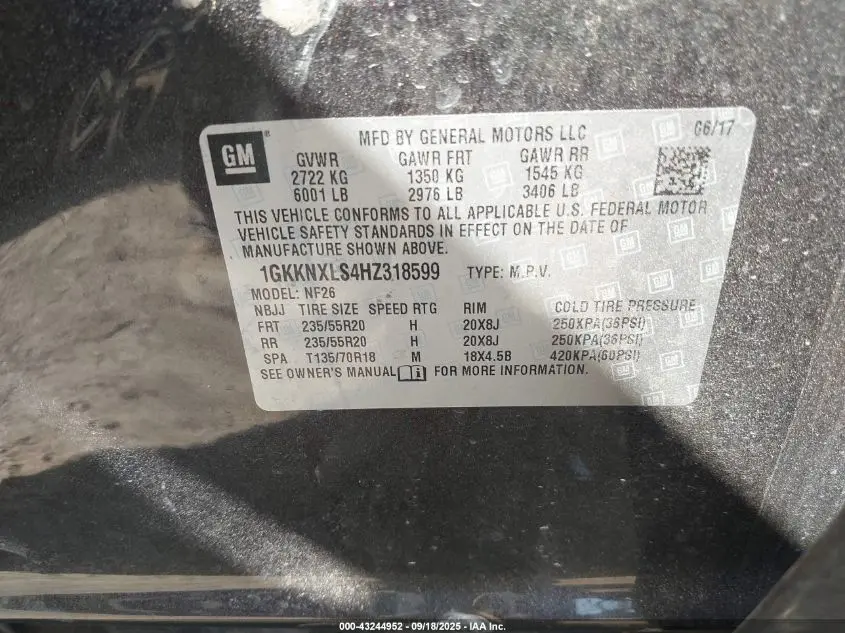 GM
MFD BY GENERAL MOTORS LLC 06/17
GVWR GAWR FRT GAWR RR
2722 KG 1350 KG 1545 KG
6001 LB 2976 LB 3406 LB
THIS VEHICLE CONFORMS TO ALL APPLICABLE U.S. FEDERAL MOTOR
VEHICLE SAFETY STANDARDS IN EFFECT ON THE DATE OF
MANUFACTURE SHOWN ABOVE.
1GKKNXLS4HZ318599 TYPE: M.P.V.
MODEL: NF26
NBJJ TIRE SIZE SPEED RTG RIM COLD TIRE PRESSURE
FRT 235/55R20 H 20X8J 250KPA(36PSI)
RR 235/55R20 H 20X8J 250KPA(36PSI)
SPA T135/70R18 M 18X4.5B 420KPA(60PSI)
SEE OWNER'S MANUAL FOR MORE INFORMATION.
000-43244952 - 09/18/2025 - IAA, Inc.